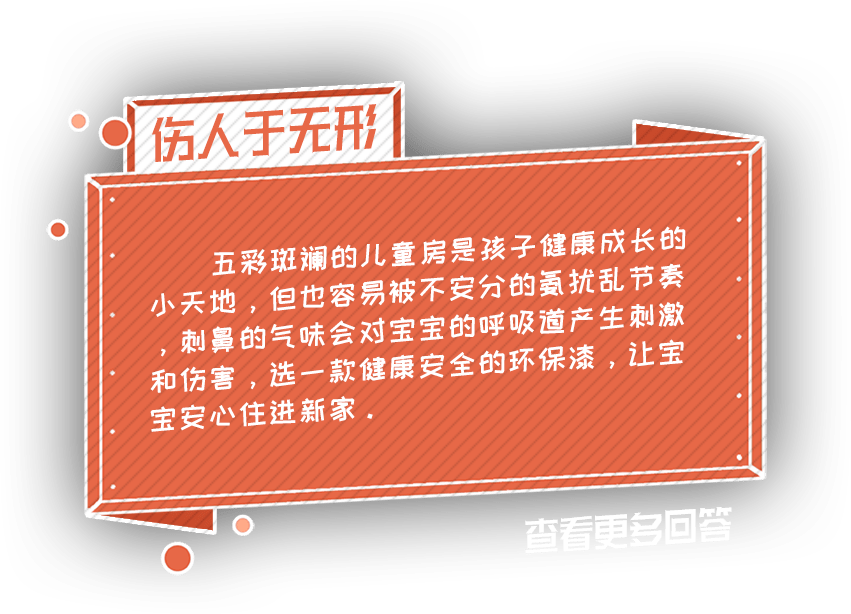 伤人于无形
五彩斑斓的儿童房是孩子健康成长的
小天地，但也容易被不安分的氨扰乱节奏
，刺鼻的气味会对宝宝的呼吸道产生刺激
和伤害，选一款健康安全的环保漆，让宝
宝安心住进新家。
查看更多回答